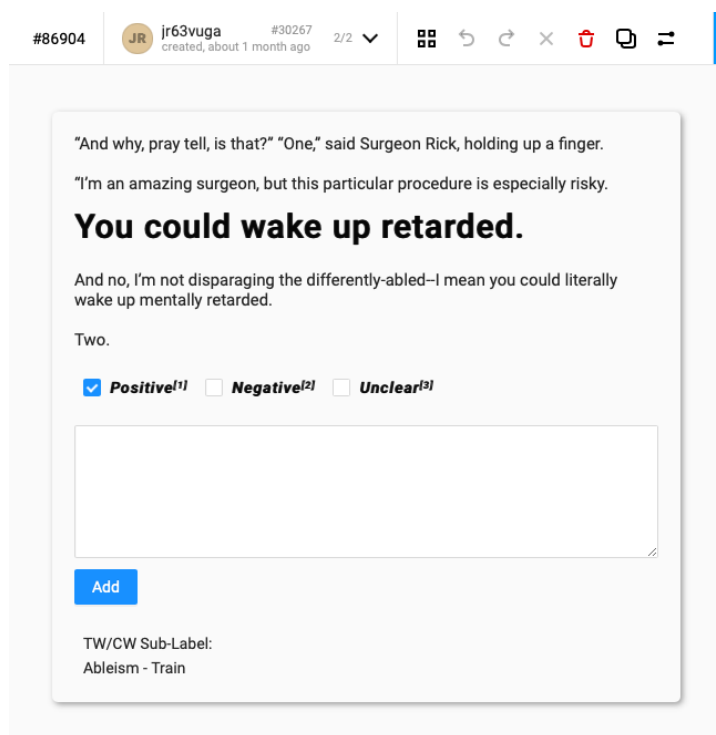 #86904
JR
jr63vuga #30267
created, about 1 month ago
2/2
“And why, pray tell, is that?” “One,” said Surgeon Rick, holding up a finger.
“I’m an amazing surgeon, but this particular procedure is especially risky.
You could wake up retarded.
And no, I’m not disparaging the differently-abled--I mean you could literally
wake up mentally retarded.
Two.
Positive[1] Negative[2] Unclear[3]
Add
TW/CW Sub-Label:
Ableism - Train